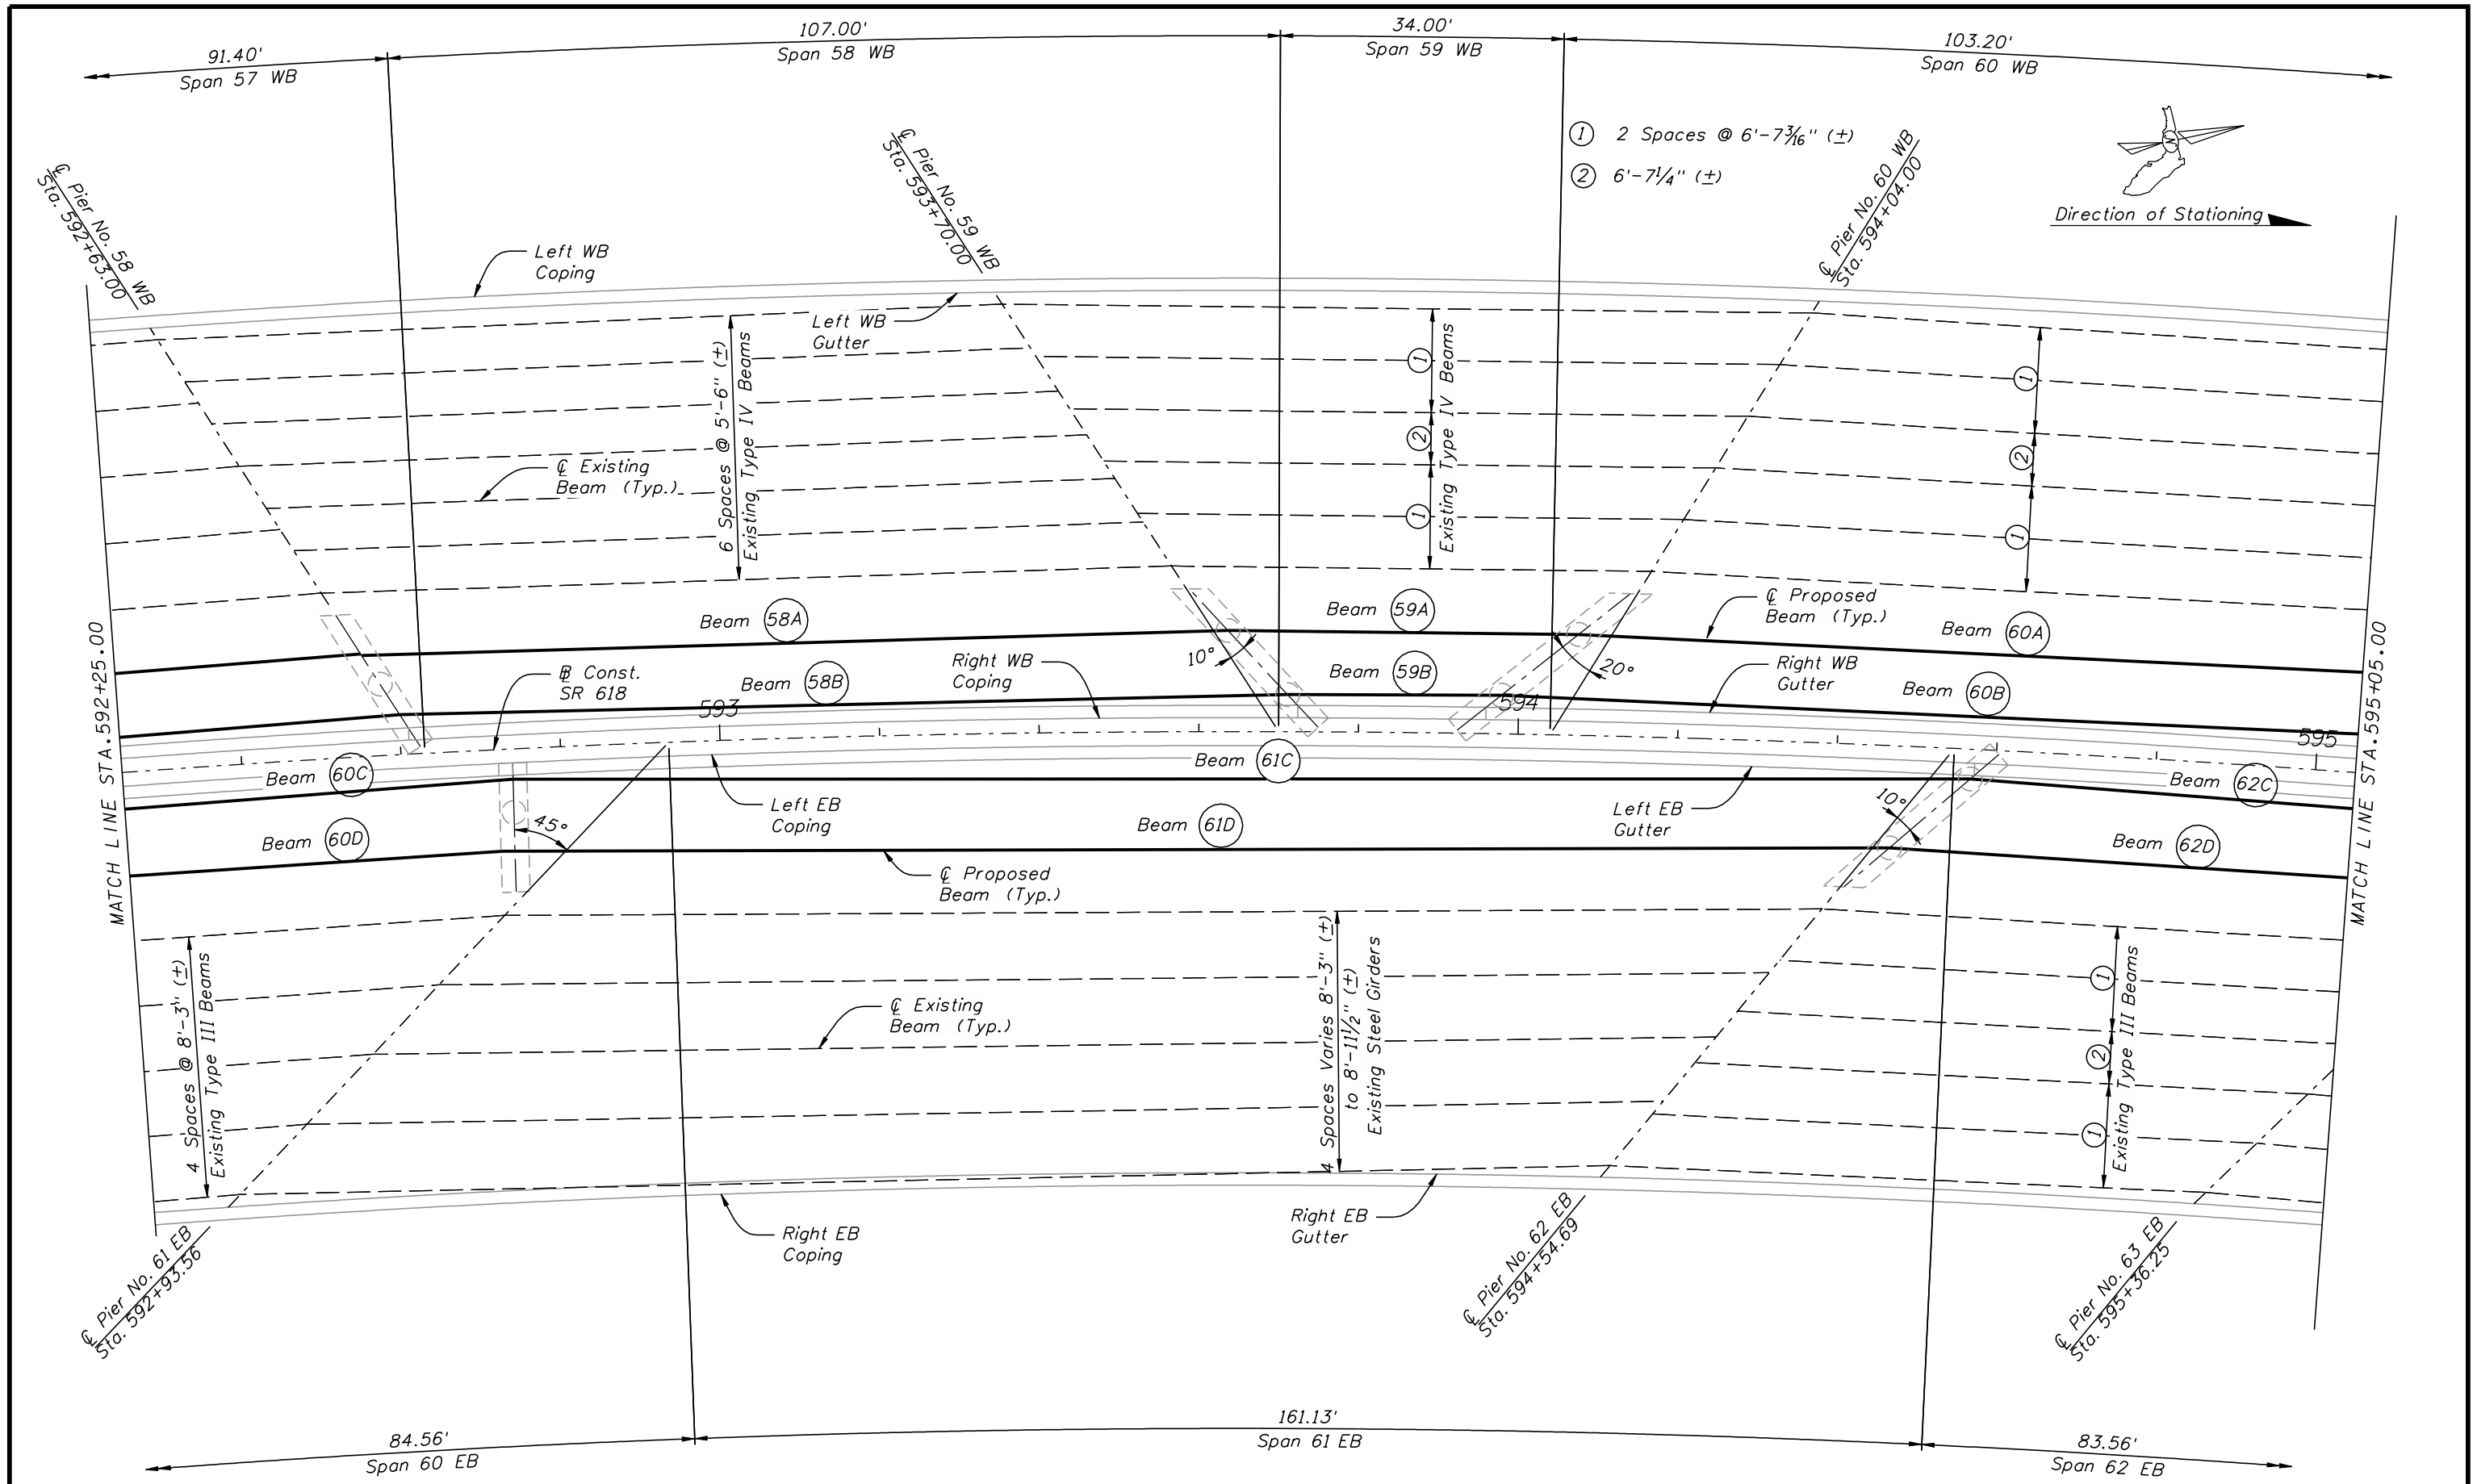 91.40'
Span 57 WB
107.00'
Span 58 WB
34.00'
Span 59 WB
103.20'
Span 60 WB
① 2 Spaces @ 6'-7 3/16" (±)
② 6'-7 1/4" (±)
N
Direction of Stationing
℄ Pier No. 58 WB
Sta. 592+63.00
℄ Pier No. 59 WB
Sta. 593+70.00
℄ Pier No. 60 WB
Sta. 594+04.00
Left WB
Coping
Left WB
Gutter
6 Spaces @ 5'-6" (±)
Existing Type IV Beams
①
②
①
Existing Type IV Beams
①
②
①
℄ Existing
Beam (Typ.)
Beam 58A
Beam 59A
℄ Proposed
Beam (Typ.)
Beam 60A
MATCH LINE STA.592+25.00
MATCH LINE STA.595+05.00
10°
20°
B Const.
SR 618
Beam 58B
Right WB
Coping
Beam 59B
Right WB
Gutter
Beam 60B
593
594
595
Beam 60C
Beam 61C
Beam 62C
Left EB
Coping
Left EB
Gutter
10°
45°
Beam 60D
Beam 61D
Beam 62D
℄ Proposed
Beam (Typ.)
4 Spaces @ 8'-3" (±)
Existing Type III Beams
℄ Existing
Beam (Typ.)
4 Spaces Varies 8'-3" (±)
to 8'-11 1/2" (±)
Existing Steel Girders
①
②
①
Existing Type III Beams
Right EB
Coping
Right EB
Gutter
℄ Pier No. 61 EB
Sta. 592+93.56
℄ Pier No. 62 EB
Sta. 594+54.69
℄ Pier No. 63 EB
Sta. 595+36.25
84.56'
Span 60 EB
161.13'
Span 61 EB
83.56'
Span 62 EB